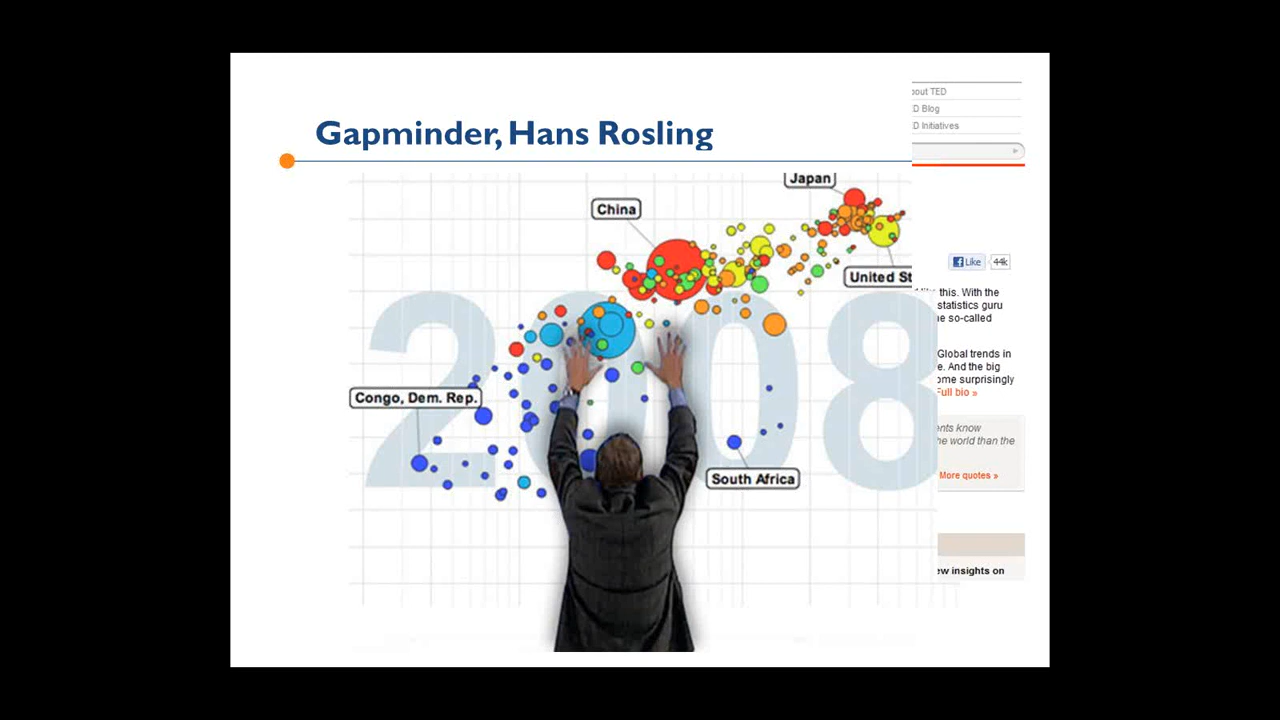 Gapminder, Hans Rosling
bout TED
D Blog
D Initiatives
Japan
China
United St
Like 44k
this. With the
statistics guru
e so-called
Global trends in
e. And the big
ome surprisingly
Full bio »
Congo, Dem. Rep.
2008
ents know
he world than the
More quotes »
South Africa
ew insights on